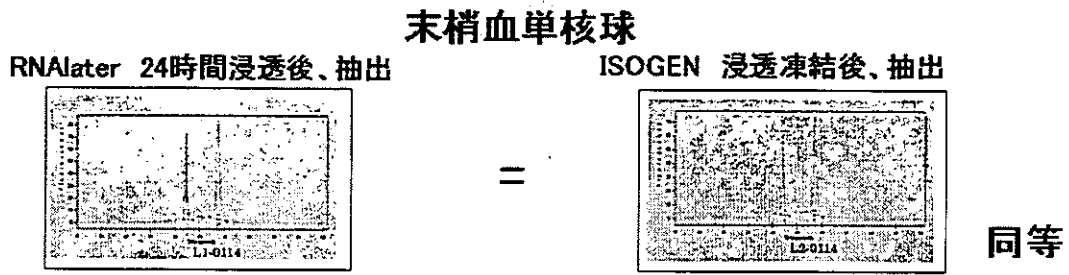 末梢血単核球
RNAlater 24時間浸透後、抽出
ISOGEN 浸透凍結後、抽出
=
同等
L1-0114
L2-0114